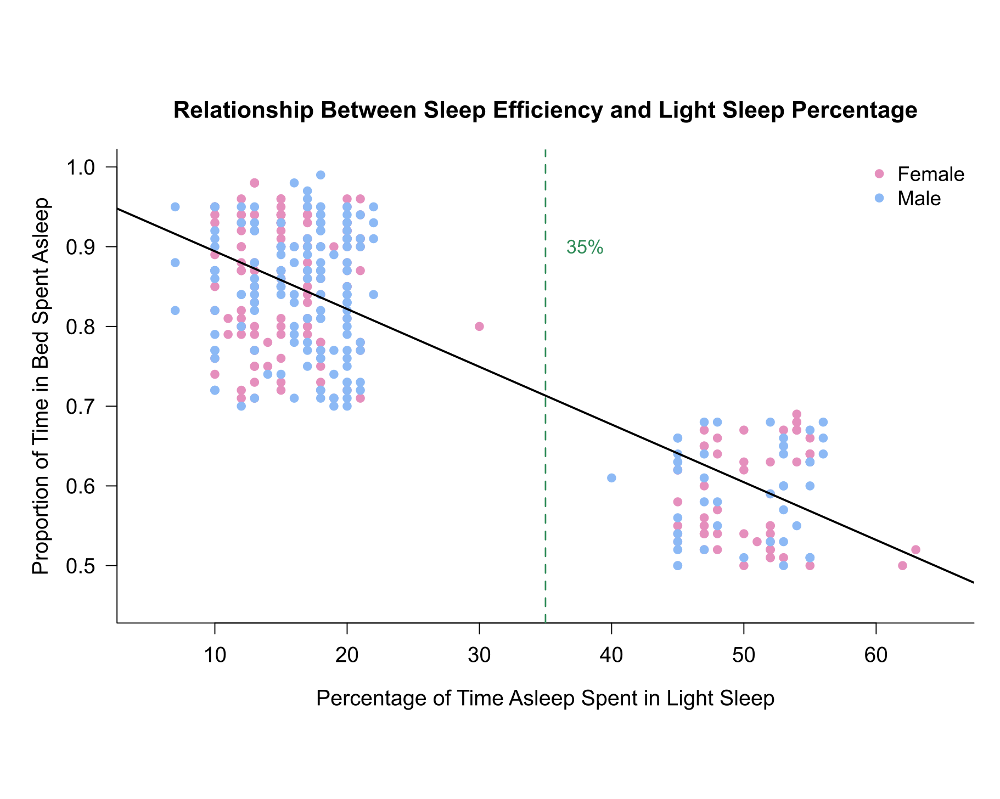 Relationship Between Sleep Efficiency and Light Sleep Percentage
Female
Male
35%
Proportion of Time in Bed Spent Asleep
1.0
0.9
0.8
0.7
0.6
0.5
10 20 30 40 50 60
Percentage of Time Asleep Spent in Light Sleep